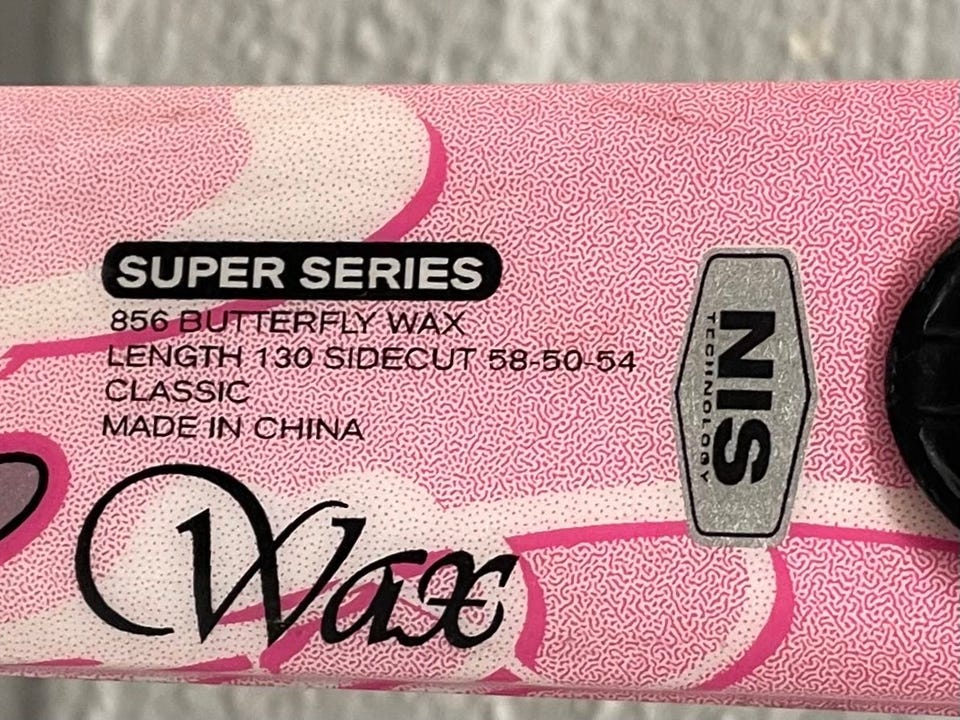 SUPER SERIES
856 BUTTERFLY WAX
LENGTH 130 SIDECUT 58-50-54
CLASSIC
MADE IN CHINA
Wax
NIS
TECHNOLOGY